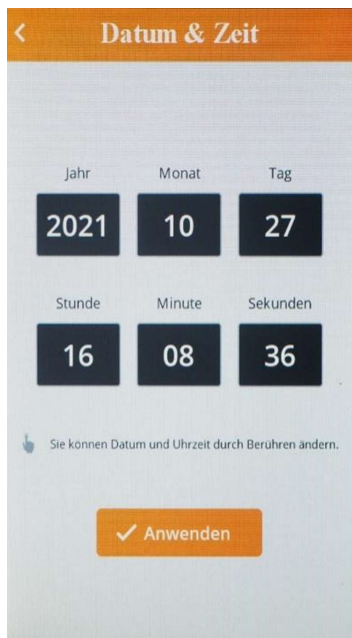 Datum & Zeit
Jahr Monat Tag
2021 10 27
Stunde Minute Sekunden
16 08 36
Sie können Datum und Uhrzeit durch Berühren ändern.
Anwenden